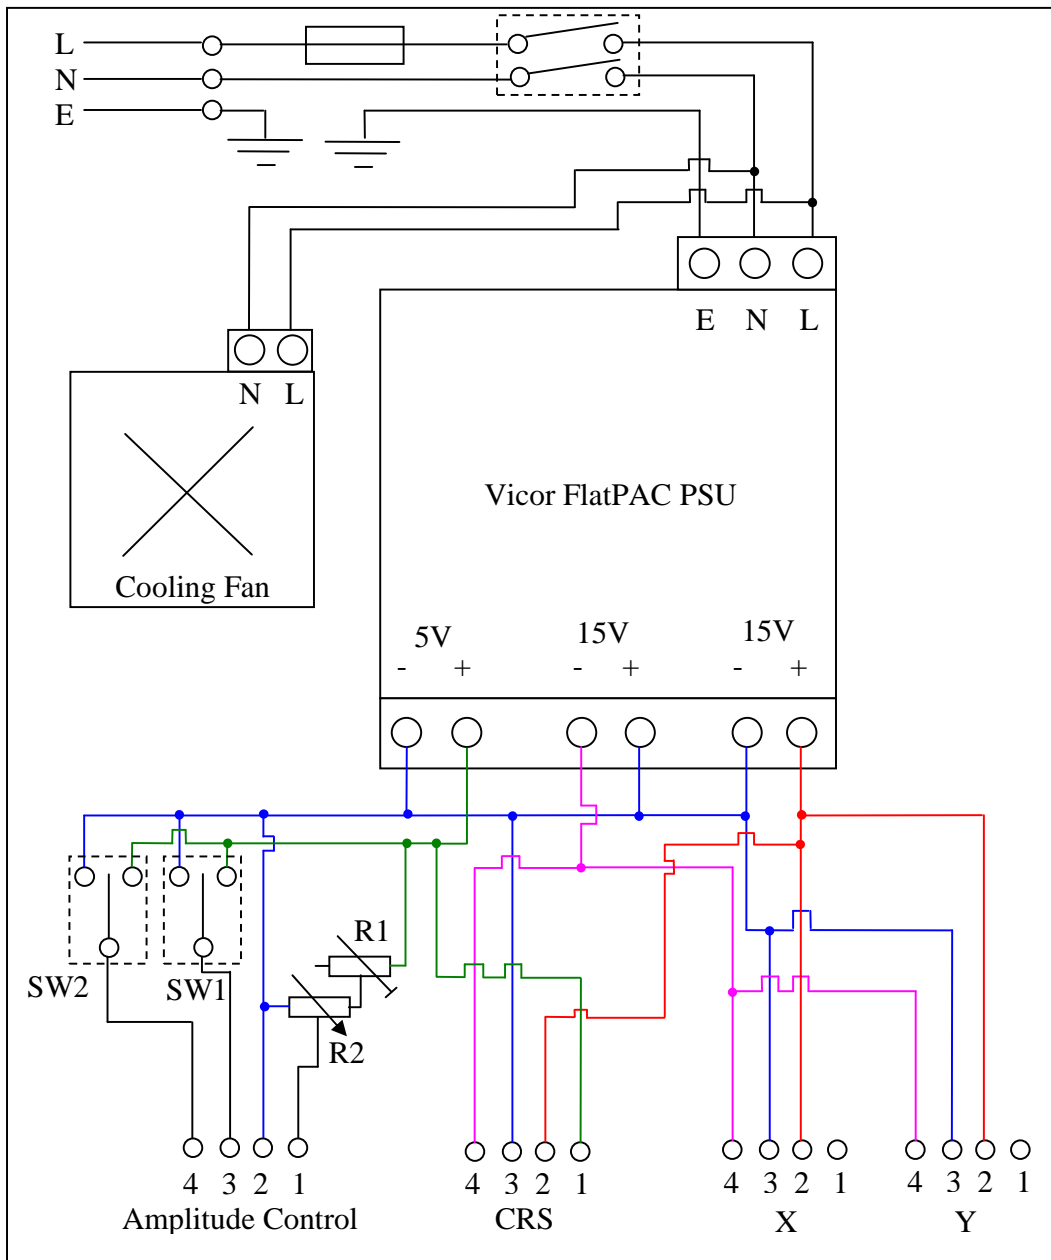 L
N
E
E N L
N L
Cooling Fan
Vicor FlatPAC PSU
5V 15V 15V
- + - + - +
R1
SW2 SW1
R2
4 3 2 1 4 3 2 1 4 3 2 1 4 3 2 1
Amplitude Control CRS X Y